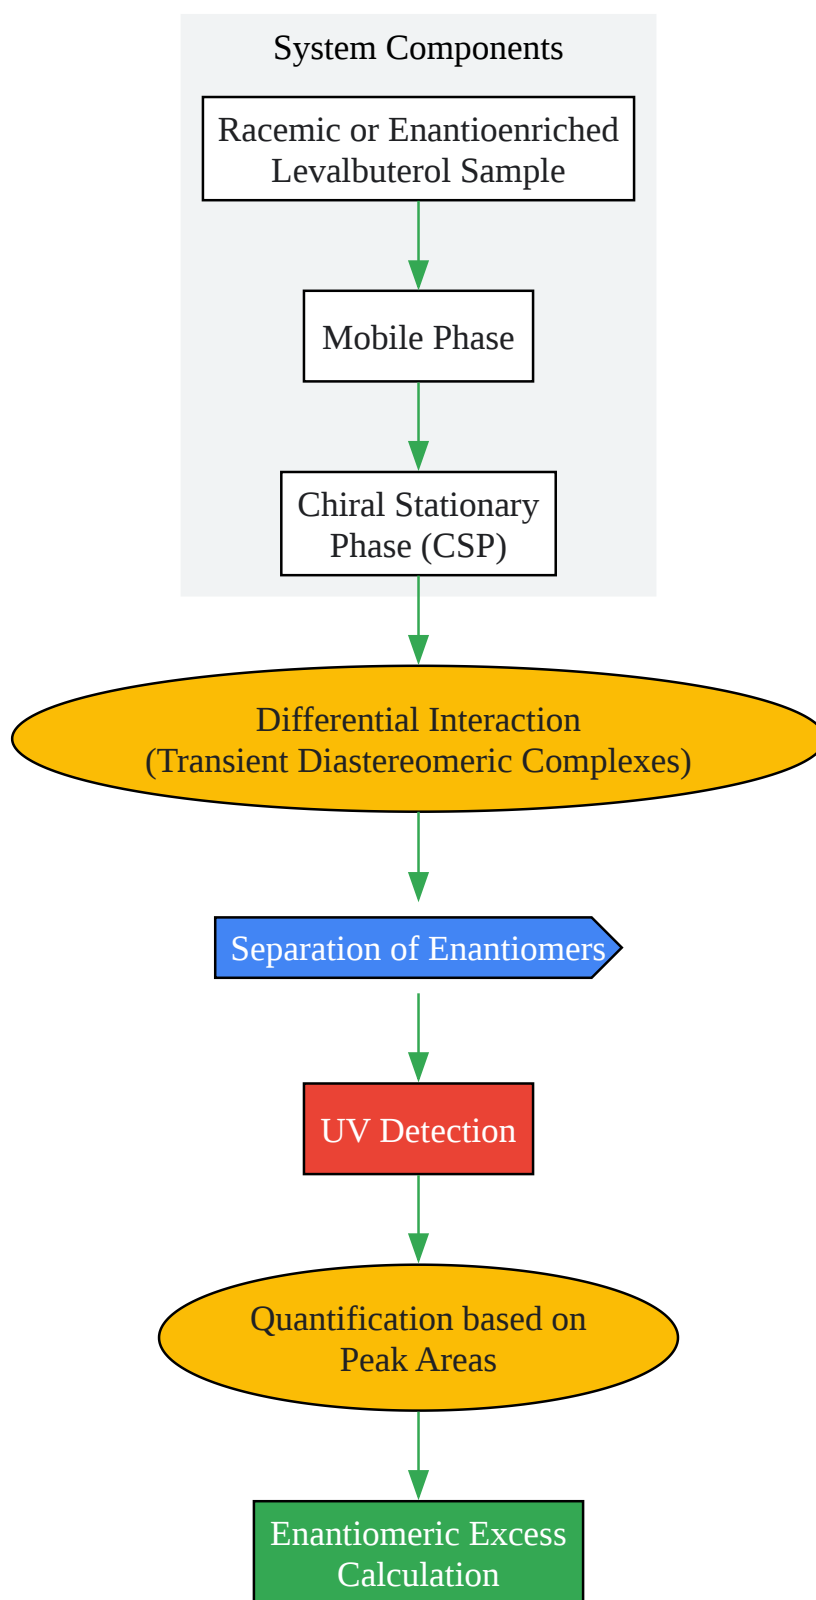 System Components
Racemic or Enantioenriched
Levalbuterol Sample
Mobile Phase
Chiral Stationary
Phase (CSP)
Differential Interaction
(Transient Diastereomeric Complexes)
Separation of Enantiomers
UV Detection
Quantification based on
Peak Areas
Enantiomeric Excess
Calculation